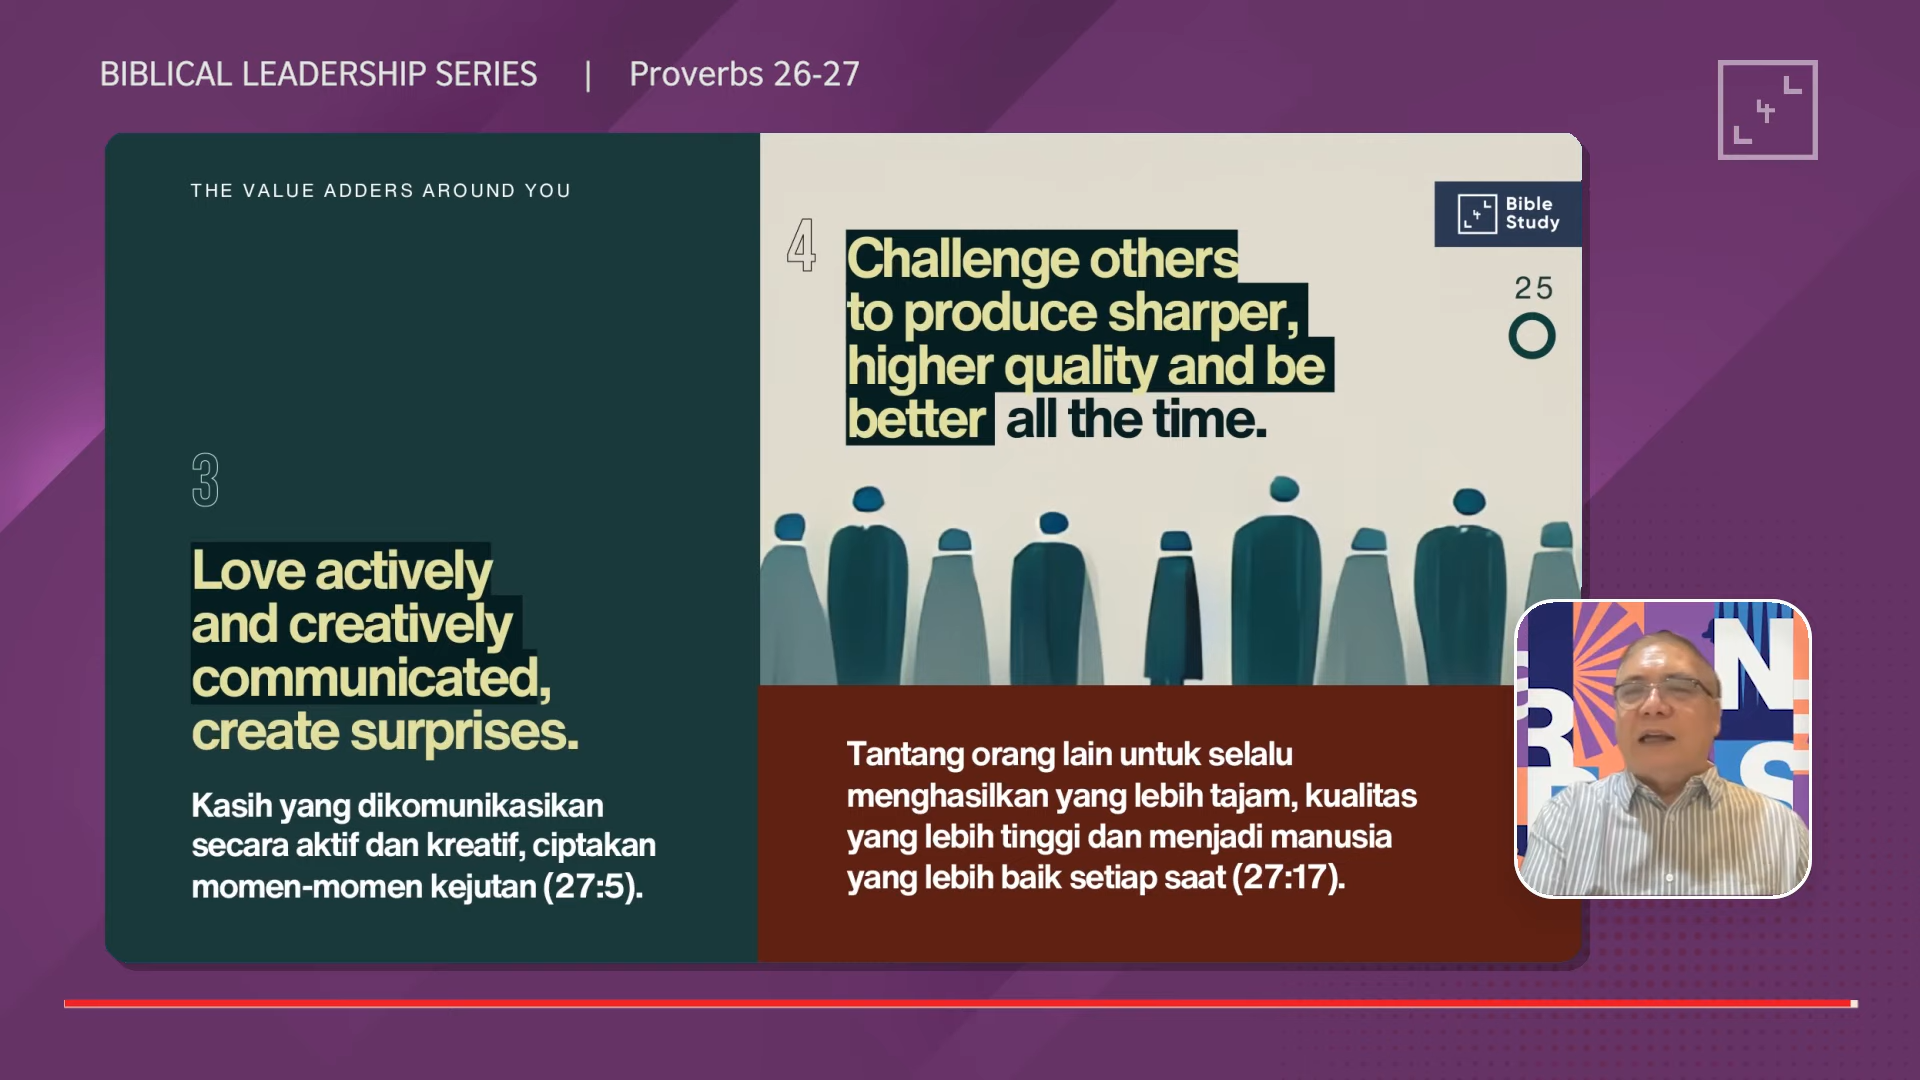 BIBLICAL LEADERSHIP SERIES | Proverbs 26-27
THE VALUE ADDERS AROUND YOU
3
Love actively
and creatively
communicated,
create surprises.
Kasih yang dikomunikasikan
secara aktif dan kreatif, ciptakan
momen-momen kejutan (27:5).
4
Challenge others
to produce sharper,
higher quality and be
better all the time.
Bible
Study
25
Tantang orang lain untuk selalu
menghasilkan yang lebih tajam, kualitas
yang lebih tinggi dan menjadi manusia
yang lebih baik setiap saat (27:17).